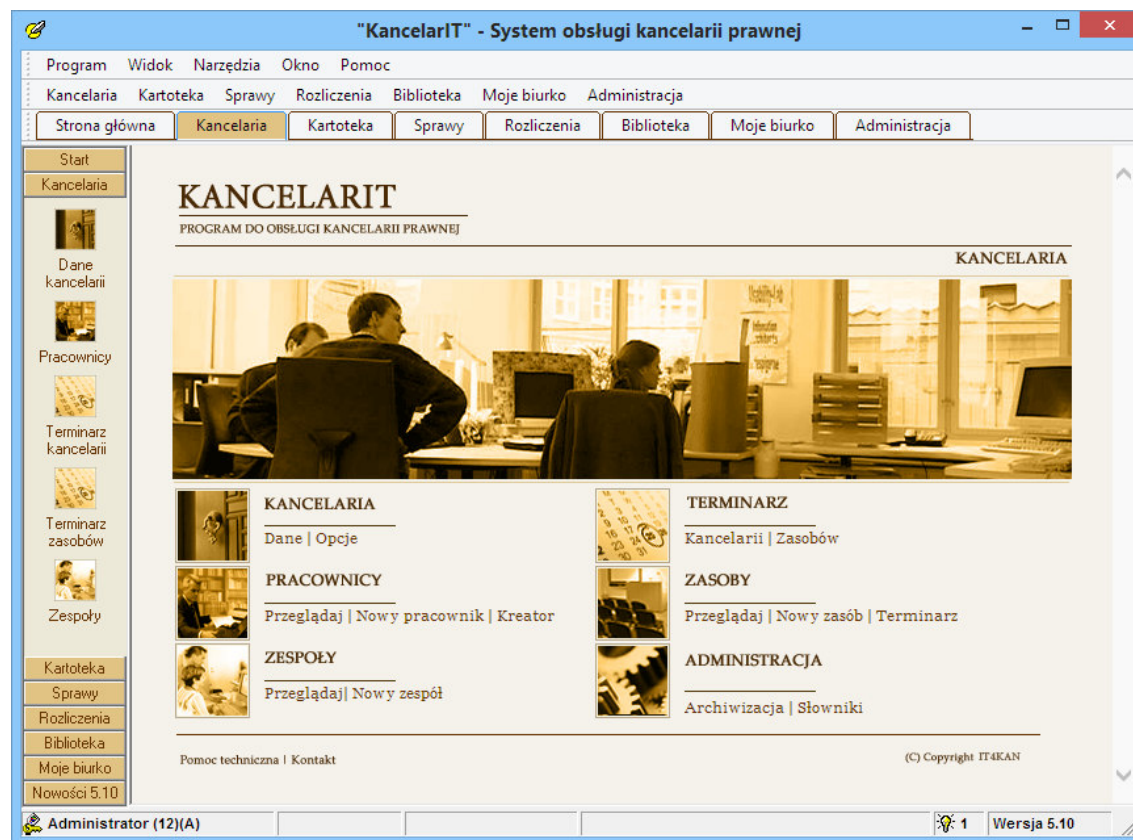 "KancelarIT" - System obsługi kancelarii prawnej
Program Widok Narzędzia Okno Pomoc
Kancelaria Kartoteka Sprawy Rozliczenia Biblioteka Moje biurko Administracja
Strona główna Kancelaria Kartoteka Sprawy Rozliczenia Biblioteka Moje biurko Administracja
Start
Kancelaria
Dane
kancelarii
Pracownicy
Terminarz
kancelarii
Terminarz
zasobów
Zespoły
Kartoteka
Sprawy
Rozliczenia
Biblioteka
Moje biurko
Nowości 5.10
KANCELARIT
PROGRAM DO OBSŁUGI KANCELARII PRAWNEJ
KANCELARIA
KANCELARIA
Dane | Opcje
TERMINARZ
Kancelarii | Zasobów
PRACOWNICY
Przeglądaj | Nowy pracownik | Kreator
ZASOBY
Przeglądaj | Nowy zasób | Terminarz
ZESPOŁY
Przeglądaj| Nowy zespół
ADMINISTRACJA
Archiwizacja | Słowniki
Pomoc techniczna | Kontakt
(C) Copyright IT4KAN
Administrator (12)(A)
1
Wersja 5.10